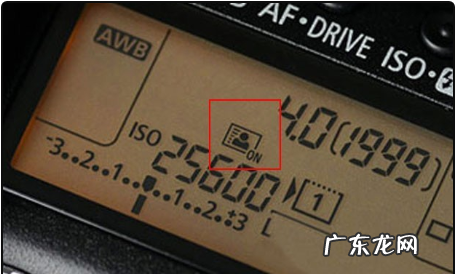 AF·DRIVE ISO·
AWB
4.0(1999)
ON
ISO 25600
1
-3..2..1...1..2.+3 L
广东龙网